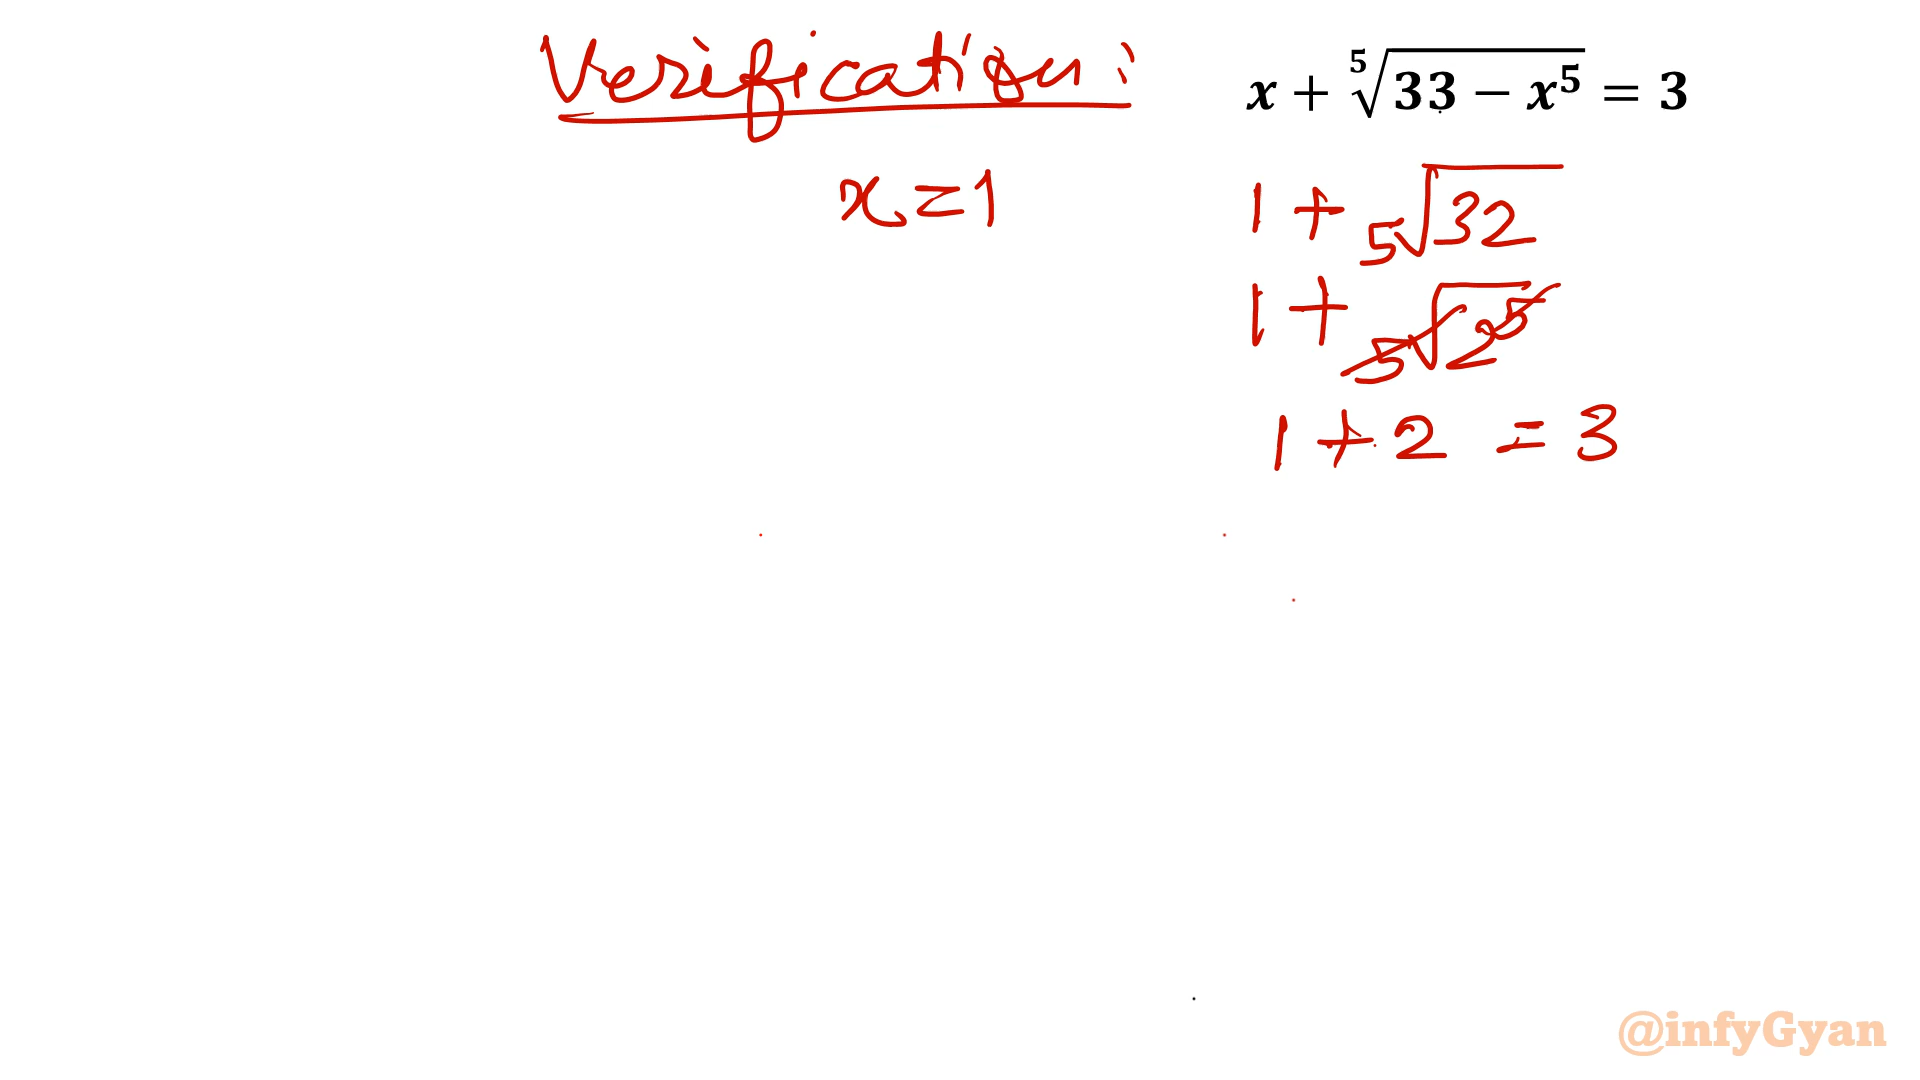 Verification :
x + ⁵√33 − x⁵ = 3
x = 1
1 + 5√32
1 + 5√2⁵
1 + 2 = 3
@infyGyan